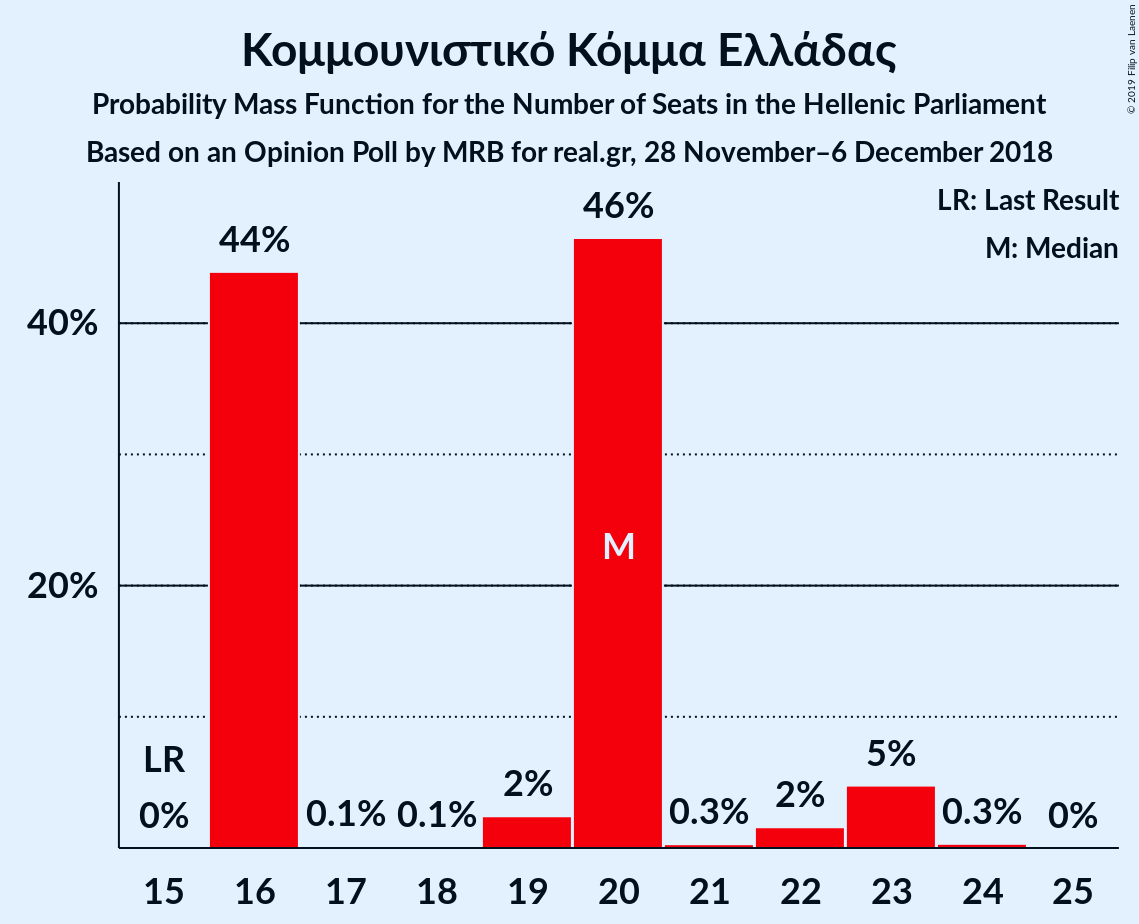 Κομμουνιστικό Κόμμα Ελλάδας
Probability Mass Function for the Number of Seats in the Hellenic Parliament
Based on an Opinion Poll by MRB for real.gr, 28 November–6 December 2018
© 2019 Filip van Laenen
LR: Last Result
M: Median
46%
44%
40%
M
20%
LR
0%
0.1%
0.1%
2%
0.3%
2%
5%
0.3%
0%
15 16 17 18 19 20 21 22 23 24 25